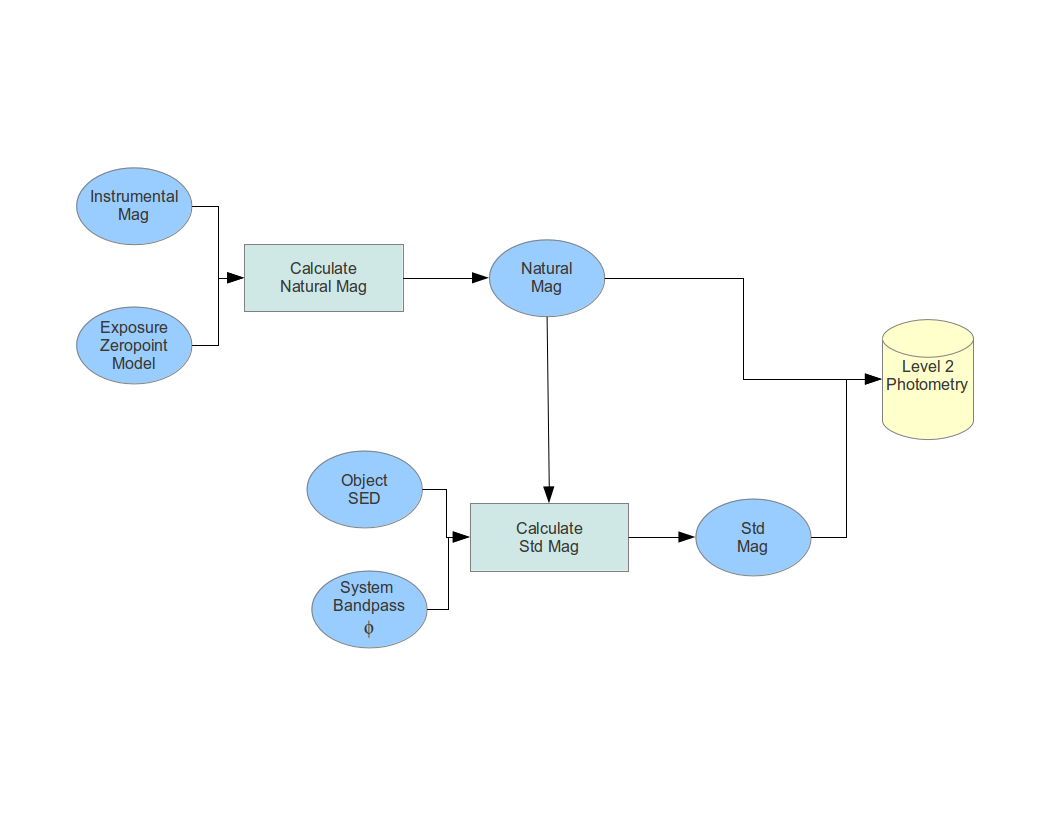 Instrumental
Mag
Exposure
Zeropoint
Model
Calculate
Natural Mag
Natural
Mag
Level 2
Photometry
Object
SED
System
Bandpass
ϕ
Calculate
Std Mag
Std
Mag